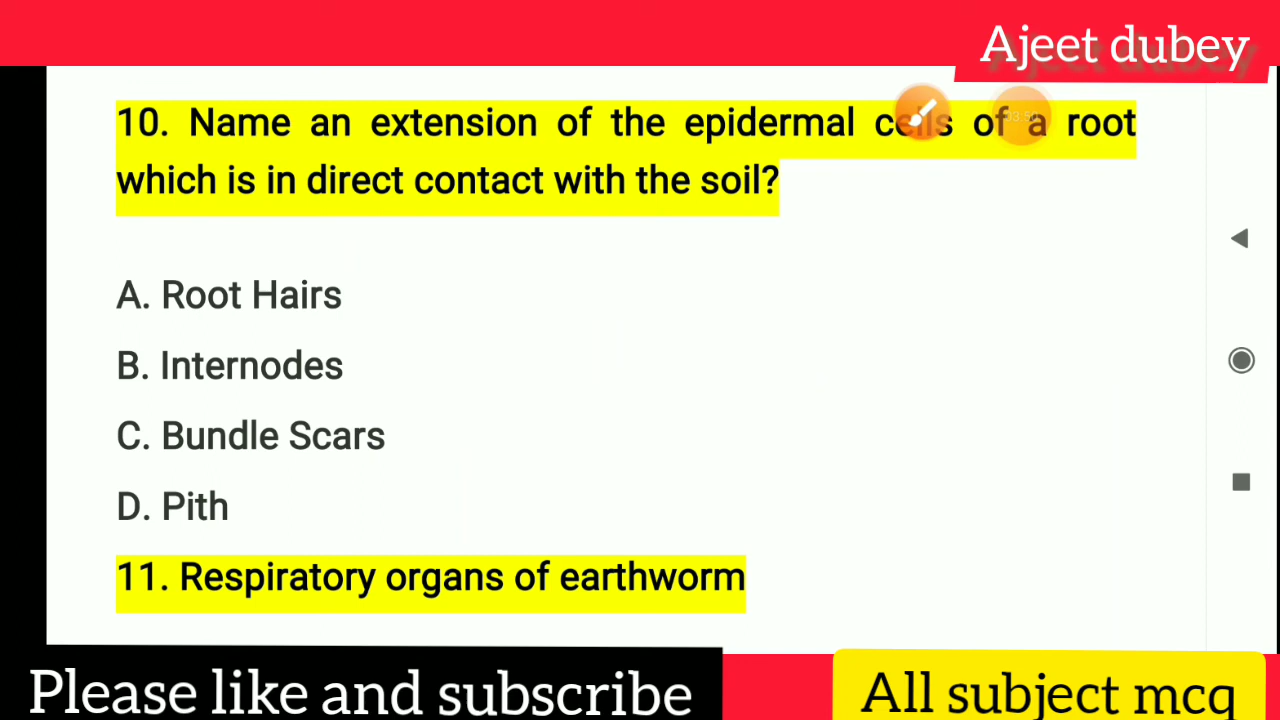 Ajeet dubey
10. Name an extension of the epidermal cells of a root
which is in direct contact with the soil?
A. Root Hairs
B. Internodes
C. Bundle Scars
D. Pith
11. Respiratory organs of earthworm
Please like and subscribe
All subject mcq